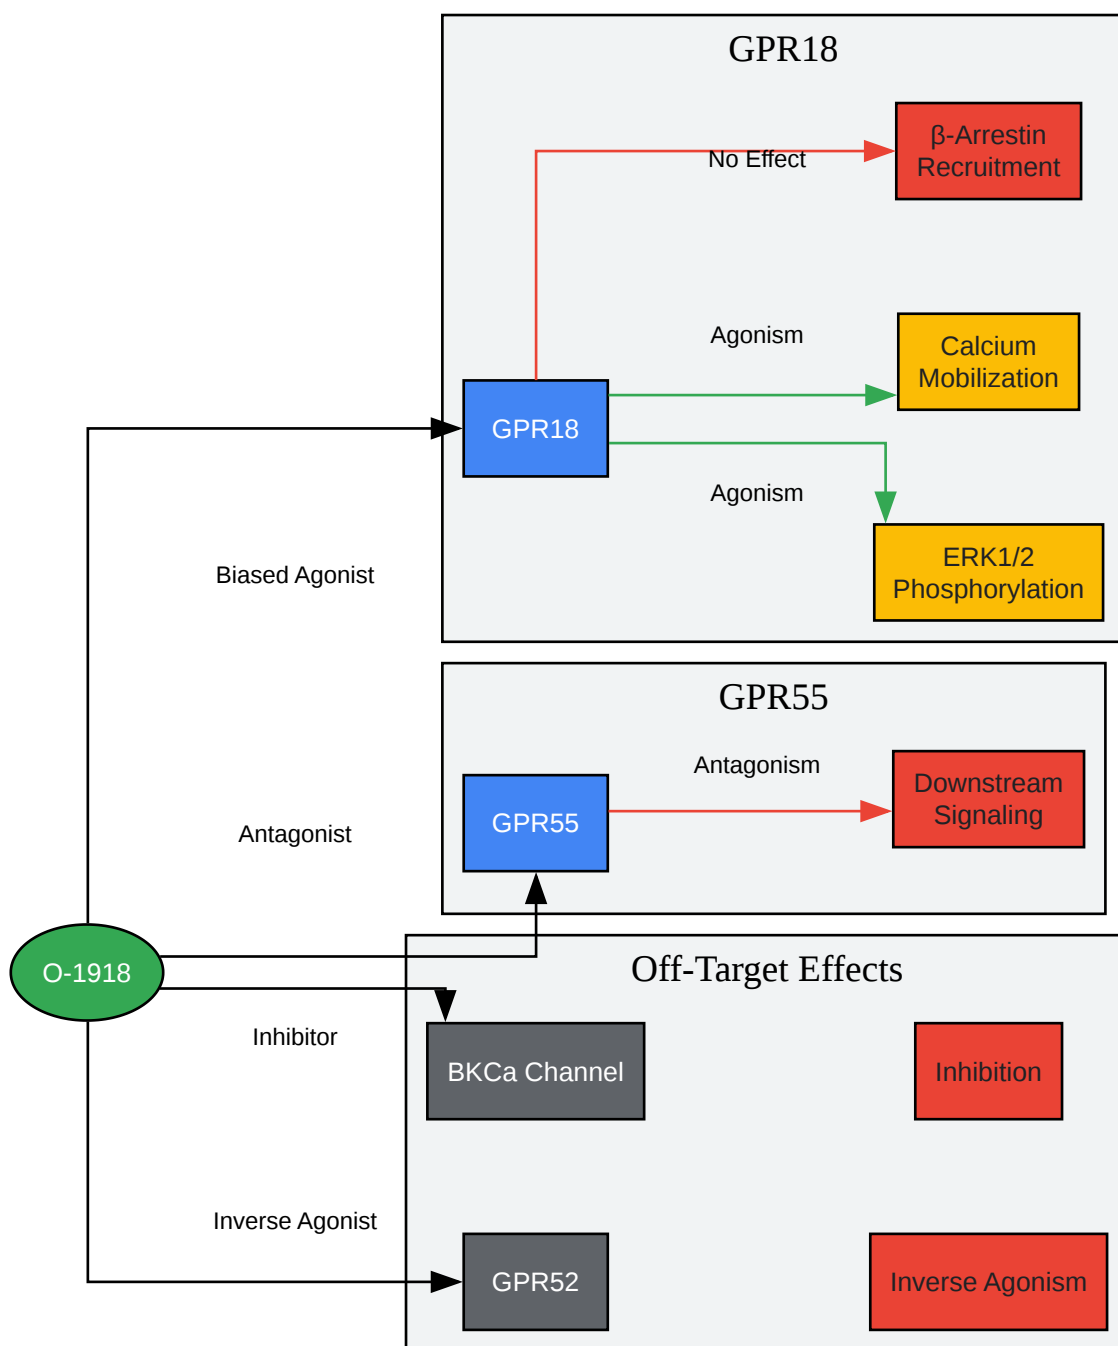 GPR18
β-Arrestin
Recruitment
No Effect
Agonism
Calcium
Mobilization
GPR18
Agonism
ERK1/2
Phosphorylation
Biased Agonist
GPR55
Antagonism
Downstream
Signaling
GPR55
Antagonist
O-1918
Off-Target Effects
Inhibitor
BKCa Channel
Inhibition
Inverse Agonist
GPR52
Inverse Agonism